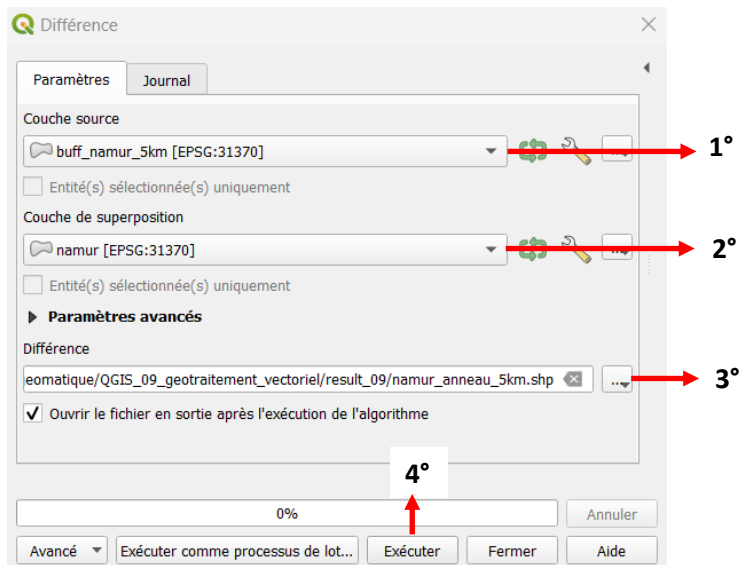 Différence
Paramètres Journal
Couche source
buff_namur_5km [EPSG:31370]
...
1°
Entité(s) sélectionnée(s) uniquement
Couche de superposition
namur [EPSG:31370]
...
2°
Entité(s) sélectionnée(s) uniquement
Paramètres avancés
Différence
eomatique/QGIS_09_geotraitement_vectoriel/result_09/namur_anneau_5km.shp
...
3°
Ouvrir le fichier en sortie après l'exécution de l'algorithme
4°
0%
Annuler
Avancé Exécuter comme processus de lot... Exécuter Fermer Aide